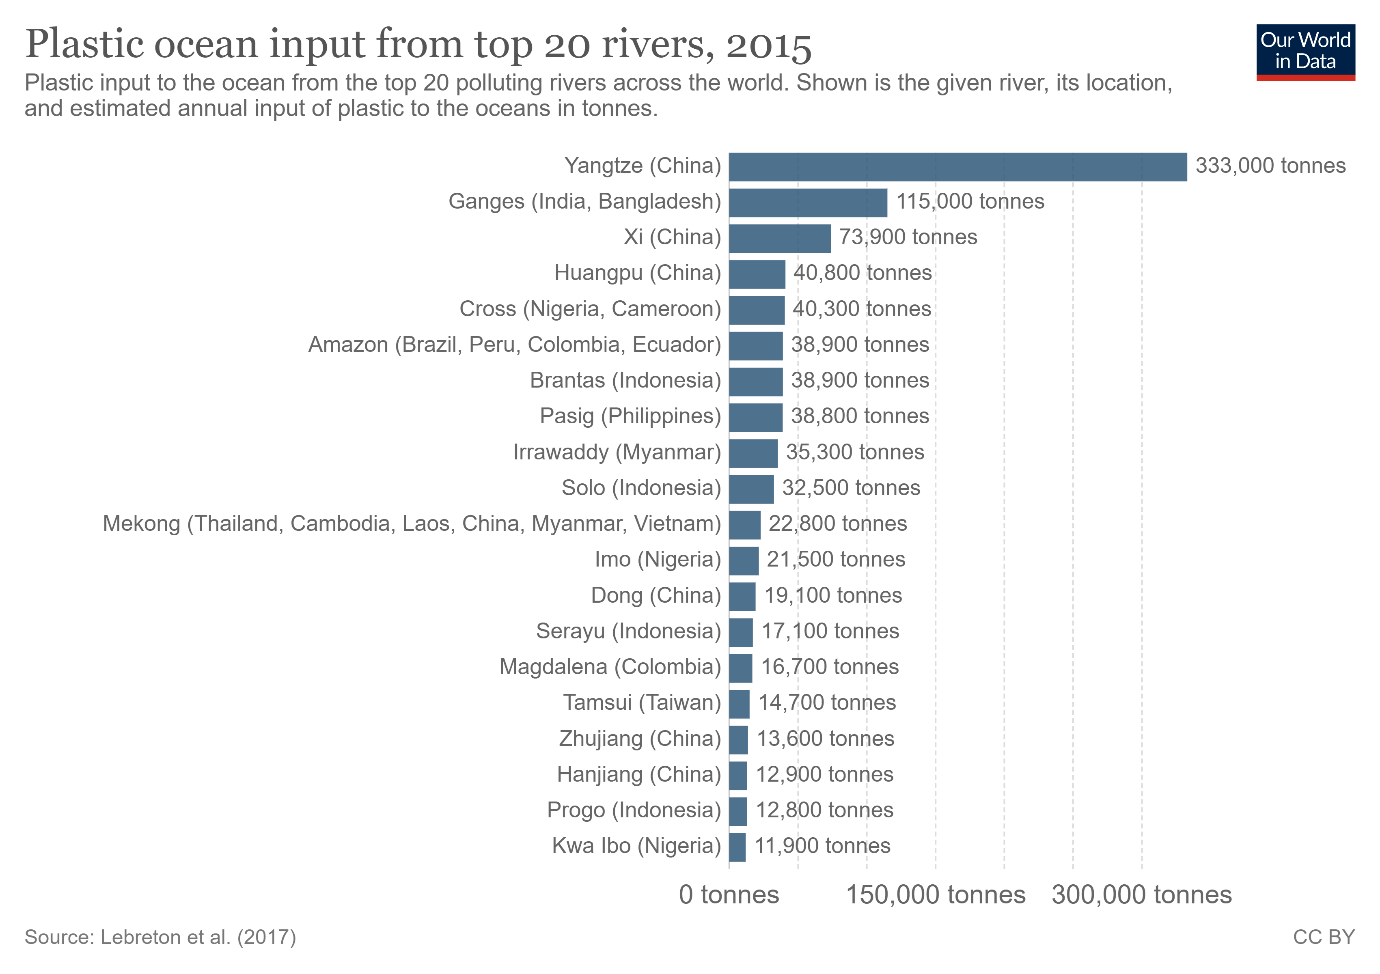 Plastic ocean input from top 20 rivers, 2015
Our World
in Data
Plastic input to the ocean from the top 20 polluting rivers across the world. Shown is the given river, its location,
and estimated annual input of plastic to the oceans in tonnes.
Yangtze (China) 333,000 tonnes
Ganges (India, Bangladesh) 115,000 tonnes
Xi (China) 73,900 tonnes
Huangpu (China) 40,800 tonnes
Cross (Nigeria, Cameroon) 40,300 tonnes
Amazon (Brazil, Peru, Colombia, Ecuador) 38,900 tonnes
Brantas (Indonesia) 38,900 tonnes
Pasig (Philippines) 38,800 tonnes
Irrawaddy (Myanmar) 35,300 tonnes
Solo (Indonesia) 32,500 tonnes
Mekong (Thailand, Cambodia, Laos, China, Myanmar, Vietnam) 22,800 tonnes
Imo (Nigeria) 21,500 tonnes
Dong (China) 19,100 tonnes
Serayu (Indonesia) 17,100 tonnes
Magdalena (Colombia) 16,700 tonnes
Tamsui (Taiwan) 14,700 tonnes
Zhujiang (China) 13,600 tonnes
Hanjiang (China) 12,900 tonnes
Progo (Indonesia) 12,800 tonnes
Kwa Ibo (Nigeria) 11,900 tonnes
0 tonnes 150,000 tonnes 300,000 tonnes
Source: Lebreton et al. (2017) CC BY